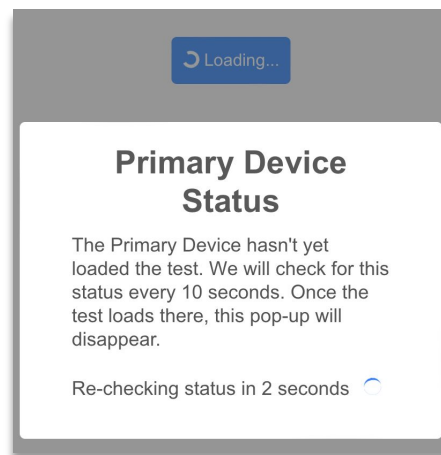 Loading...
Primary Device
Status
The Primary Device hasn't yet
loaded the test. We will check for this
status every 10 seconds. Once the
test loads there, this pop-up will
disappear.
Re-checking status in 2 seconds